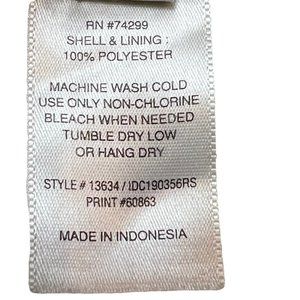 RN #74299
SHELL & LINING :
100% POLYESTER
MACHINE WASH COLD
USE ONLY NON-CHLORINE
BLEACH WHEN NEEDED
TUMBLE DRY LOW
OR HANG DRY
STYLE # 13634 / IDC190356RS
PRINT #60863
MADE IN INDONESIA